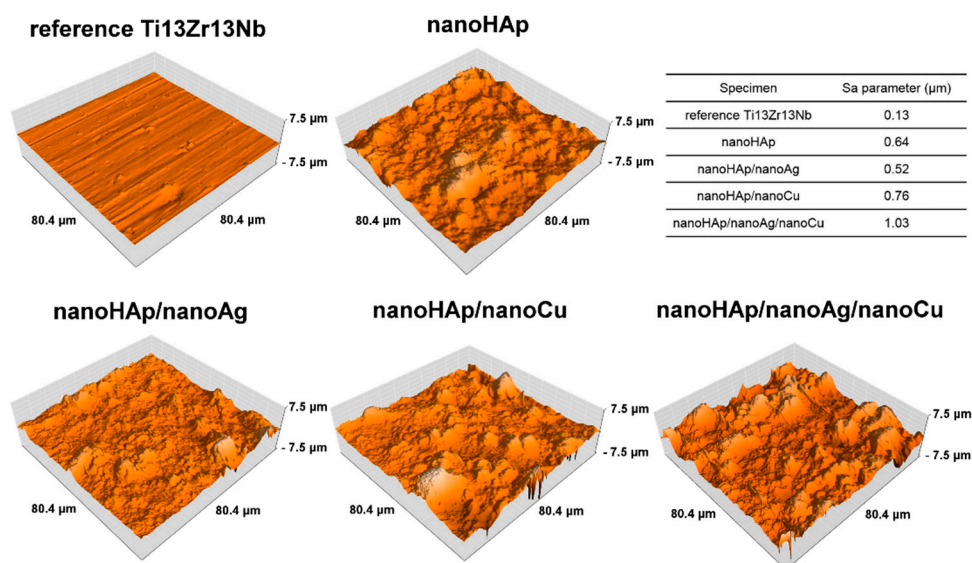 reference Ti13Zr13Nb
7.5 µm
- 7.5 µm
80.4 µm
80.4 µm
nanoHAp
7.5 µm
- 7.5 µm
80.4 µm
80.4 µm
Specimen Sa parameter (µm)
reference Ti13Zr13Nb 0.13
nanoHAp 0.64
nanoHAp/nanoAg 0.52
nanoHAp/nanoCu 0.76
nanoHAp/nanoAg/nanoCu 1.03
nanoHAp/nanoAg
7.5 µm
- 7.5 µm
80.4 µm
80.4 µm
nanoHAp/nanoCu
7.5 µm
- 7.5 µm
80.4 µm
80.4 µm
nanoHAp/nanoAg/nanoCu
7.5 µm
- 7.5 µm
80.4 µm
80.4 µm